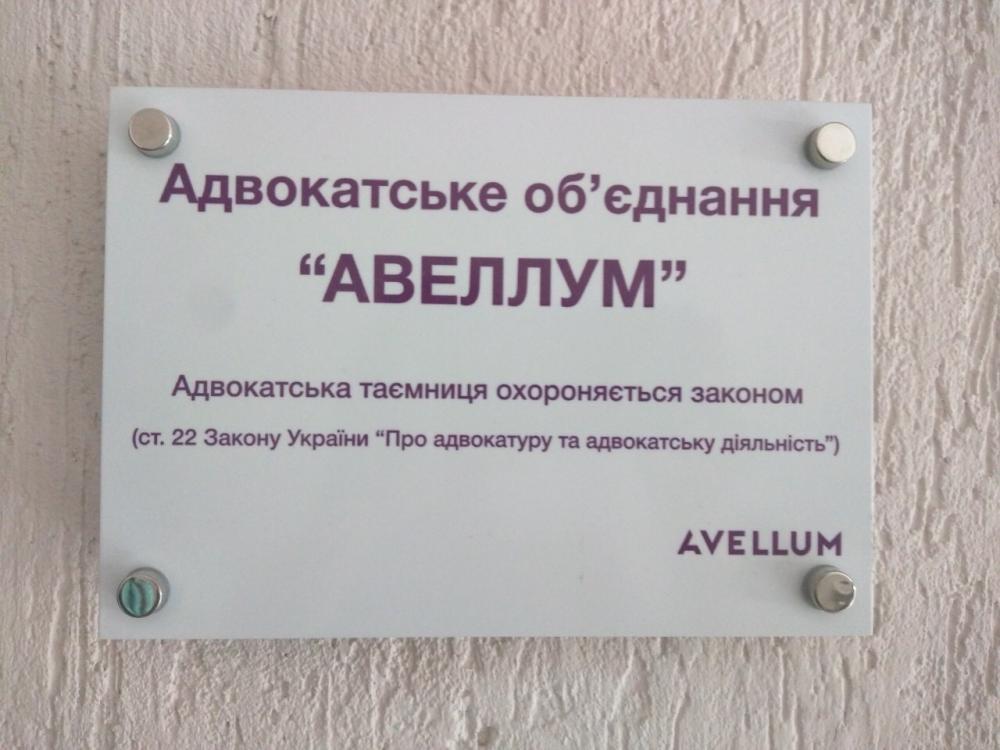 Адвокатське об’єднання
“АВЕЛЛУМ”
Адвокатська таємниця охороняється законом
(ст. 22 Закону України “Про адвокатуру та адвокатську діяльність”)
AVELLUM